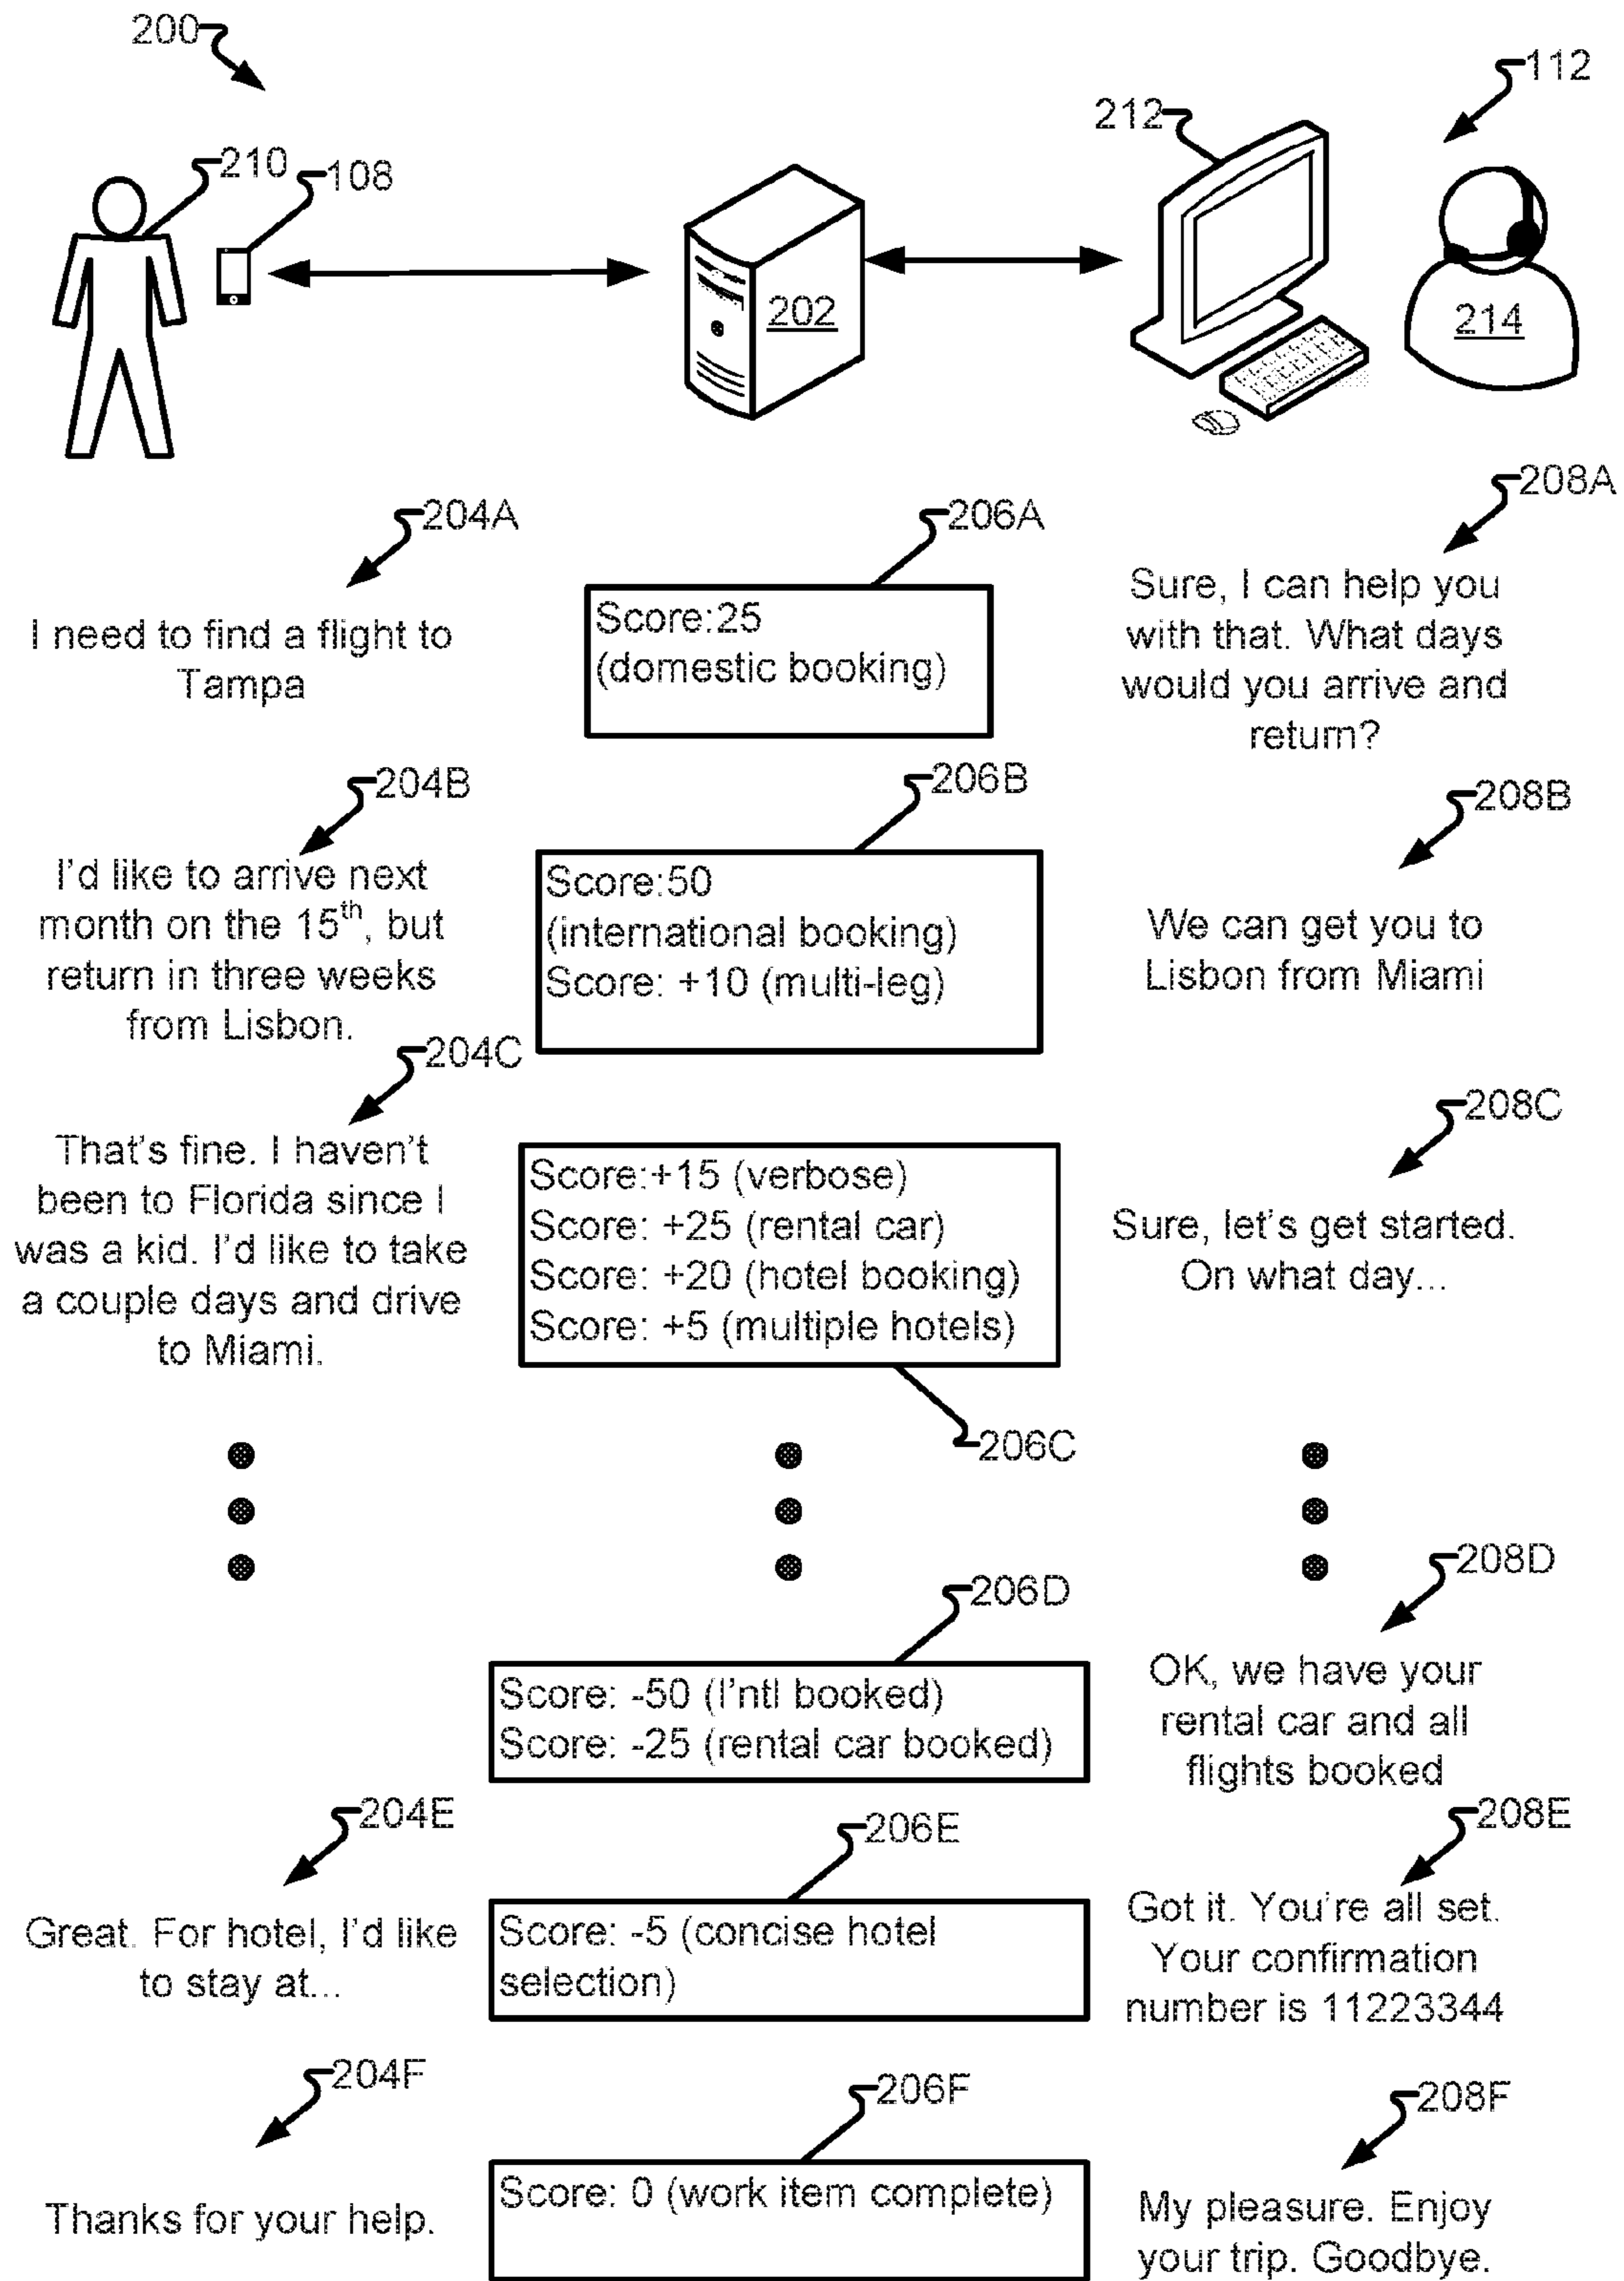 200
112
212
210
108
202
214
204A
206A
208A
I need to find a flight to
Tampa
Score:25
(domestic booking)
Sure, I can help you
with that. What days
would you arrive and
return?
204B
206B
208B
I'd like to arrive next
month on the 15th, but
return in three weeks
from Lisbon.
Score:50
(international booking)
Score: +10 (multi-leg)
We can get you to
Lisbon from Miami
204C
208C
That's fine. I haven't
been to Florida since I
was a kid. I'd like to take
a couple days and drive
to Miami.
Score:+15 (verbose)
Score: +25 (rental car)
Score: +20 (hotel booking)
Score: +5 (multiple hotels)
Sure, let's get started.
On what day...
206C
206D
208D
Score: -50 (I'ntl booked)
Score: -25 (rental car booked)
OK, we have your
rental car and all
flights booked
204E
206E
208E
Great. For hotel, I'd like
to stay at...
Score: -5 (concise hotel
selection)
Got it. You're all set.
Your confirmation
number is 11223344
204F
206F
208F
Thanks for your help.
Score: 0 (work item complete)
My pleasure. Enjoy
your trip. Goodbye.